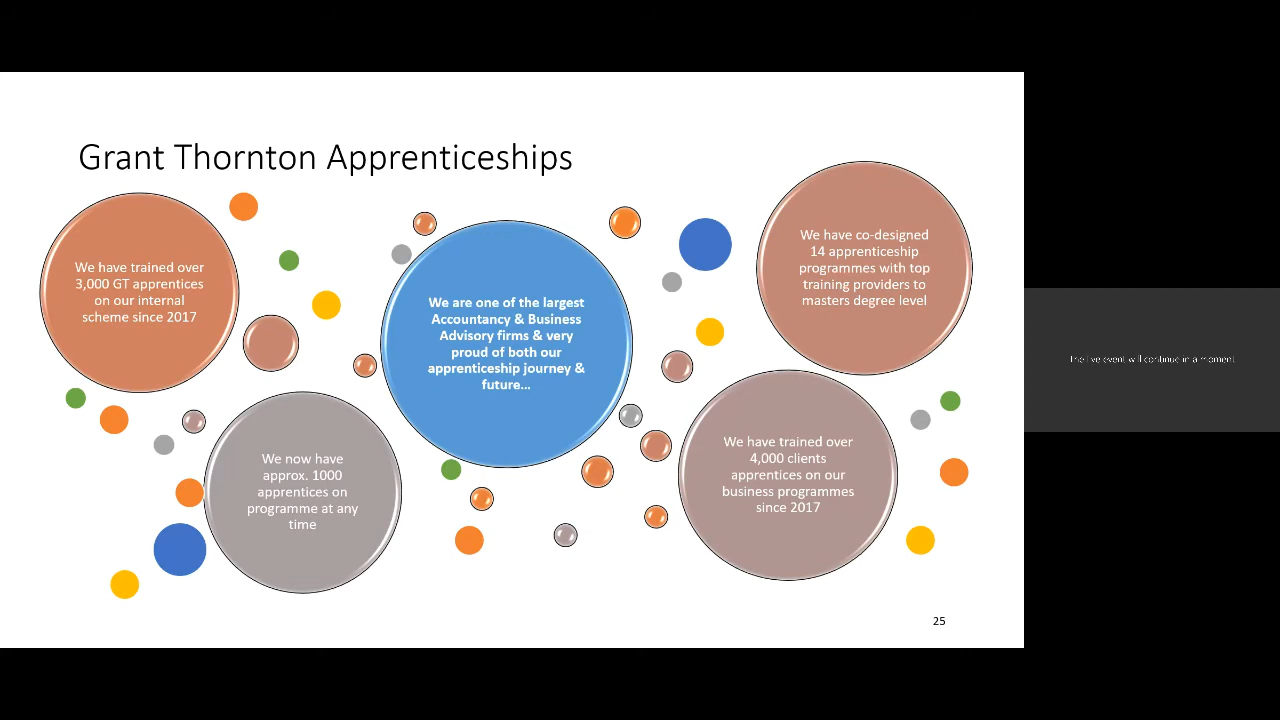 Grant Thornton Apprenticeships
We have trained over
3,000 GT apprentices
on our internal
scheme since 2017
We now have
approx. 1000
apprentices on
programme at any
time
We are one of the largest
Accountancy & Business
Advisory firms & very
proud of both our
apprenticeship journey &
future...
We have co-designed
14 apprenticeship
programmes with top
training providers to
masters degree level
We have trained over
4,000 clients
apprentices on our
business programmes
since 2017
25
The live event will continue in a moment